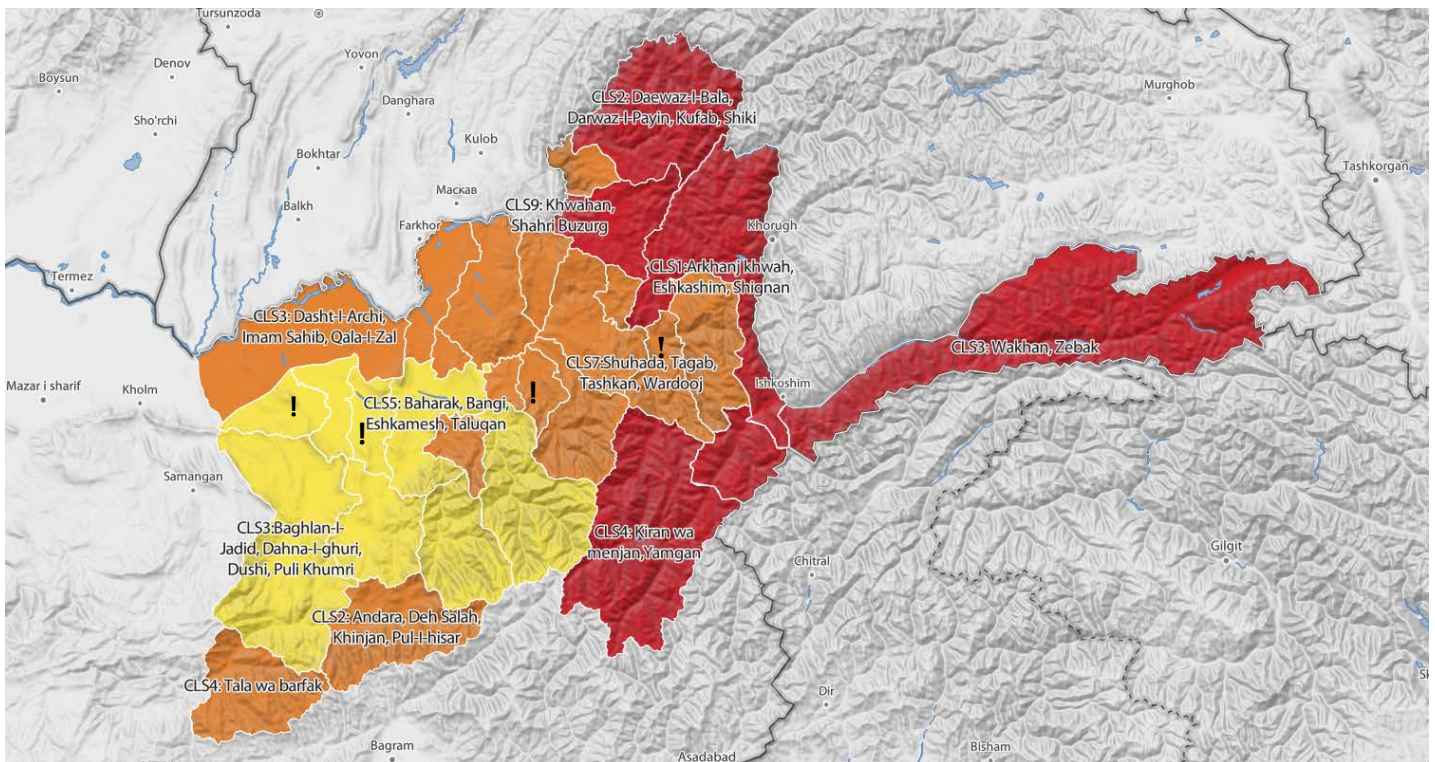 Tursunzoda
Yovon
Denov
Boysun
Danghara
Murghob
CLS2: Daewaz-I-Bala,
Darwaz-I-Payin, Kufab, Shiki
Sho'rchi
Kulob
Bokhtar
Tashkorgan
Маскав
Balkh
CLS9: Khwahan,
Shahri Buzurg
Farkhor
Khorugh
Termez
CLS1:Arkhanj khwah,
Eshkashim, Shignan
CLS3: Dasht-I-Archi,
Imam Sahib, Qala-I-Zal
!
CLS3: Wakhan, Zebak
CLS7:Shuhada, Tagab,
Tashkan, Wardooj
Mazar i sharif
Kholm
Ishkoshim
!
!
CLS5: Baharak, Bangi,
Eshkamesh, Taluqan
!
Samangan
CLS3:Baghlan-I-
Jadid, Dahna-I-ghuri,
Dushi, Puli Khumri
CLS4: Kiran wa
menjan,Yamgan
Gilgit
Chitral
CLS2: Andara, Deh Salah,
Khinjan, Pul-I-hisar
CLS4: Tala wa barfak
Dir
Sk
Bagram
Asadabad
Bisham